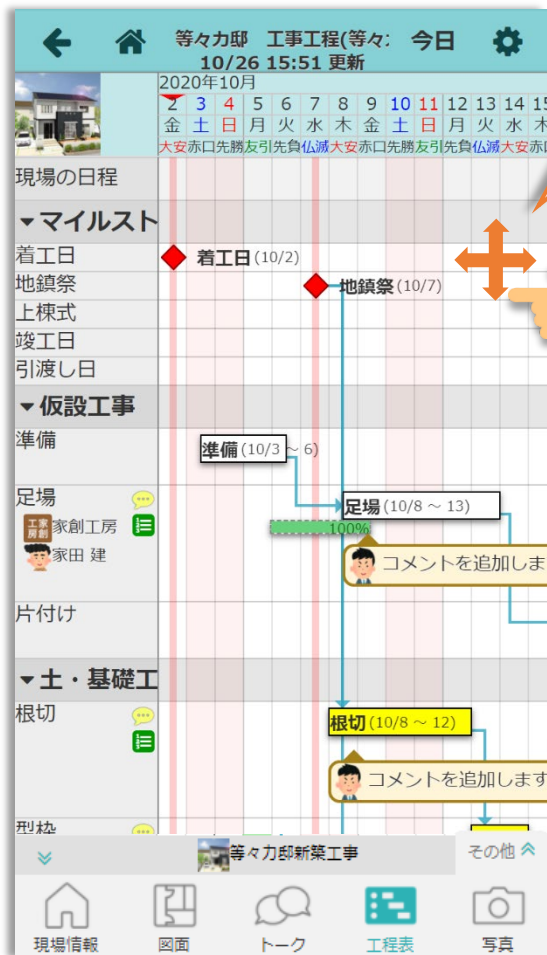 等々力邸 工事工程(等々: 今日
10/26 15:51 更新
2020年10月
2 3 4 5 6 7 8 9 10 11 12 13 14 15
金 土 日 月 火 水 木 金 土 日 月 火 水 木
大安 赤口 先勝 友引 先負 仏滅 大安 赤口 先勝 友引 先負 仏滅 大安 赤口
現場の日程
▼マイルスト
着工日 着工日(10/2)
地鎮祭 地鎮祭(10/7)
上棟式
竣工日
引渡し日
▼仮設工事
準備
準備(10/3 ~ 6)
足場
足場(10/8 ~ 13)
工家房創 家創工房
100%
家田 建
コメントを追加しま
片付け
▼土・基礎工
根切
根切(10/8 ~ 12)
コメントを追加します
型枠
等々力邸新築工事 その他
現場情報 図面 トーク 工程表 写真